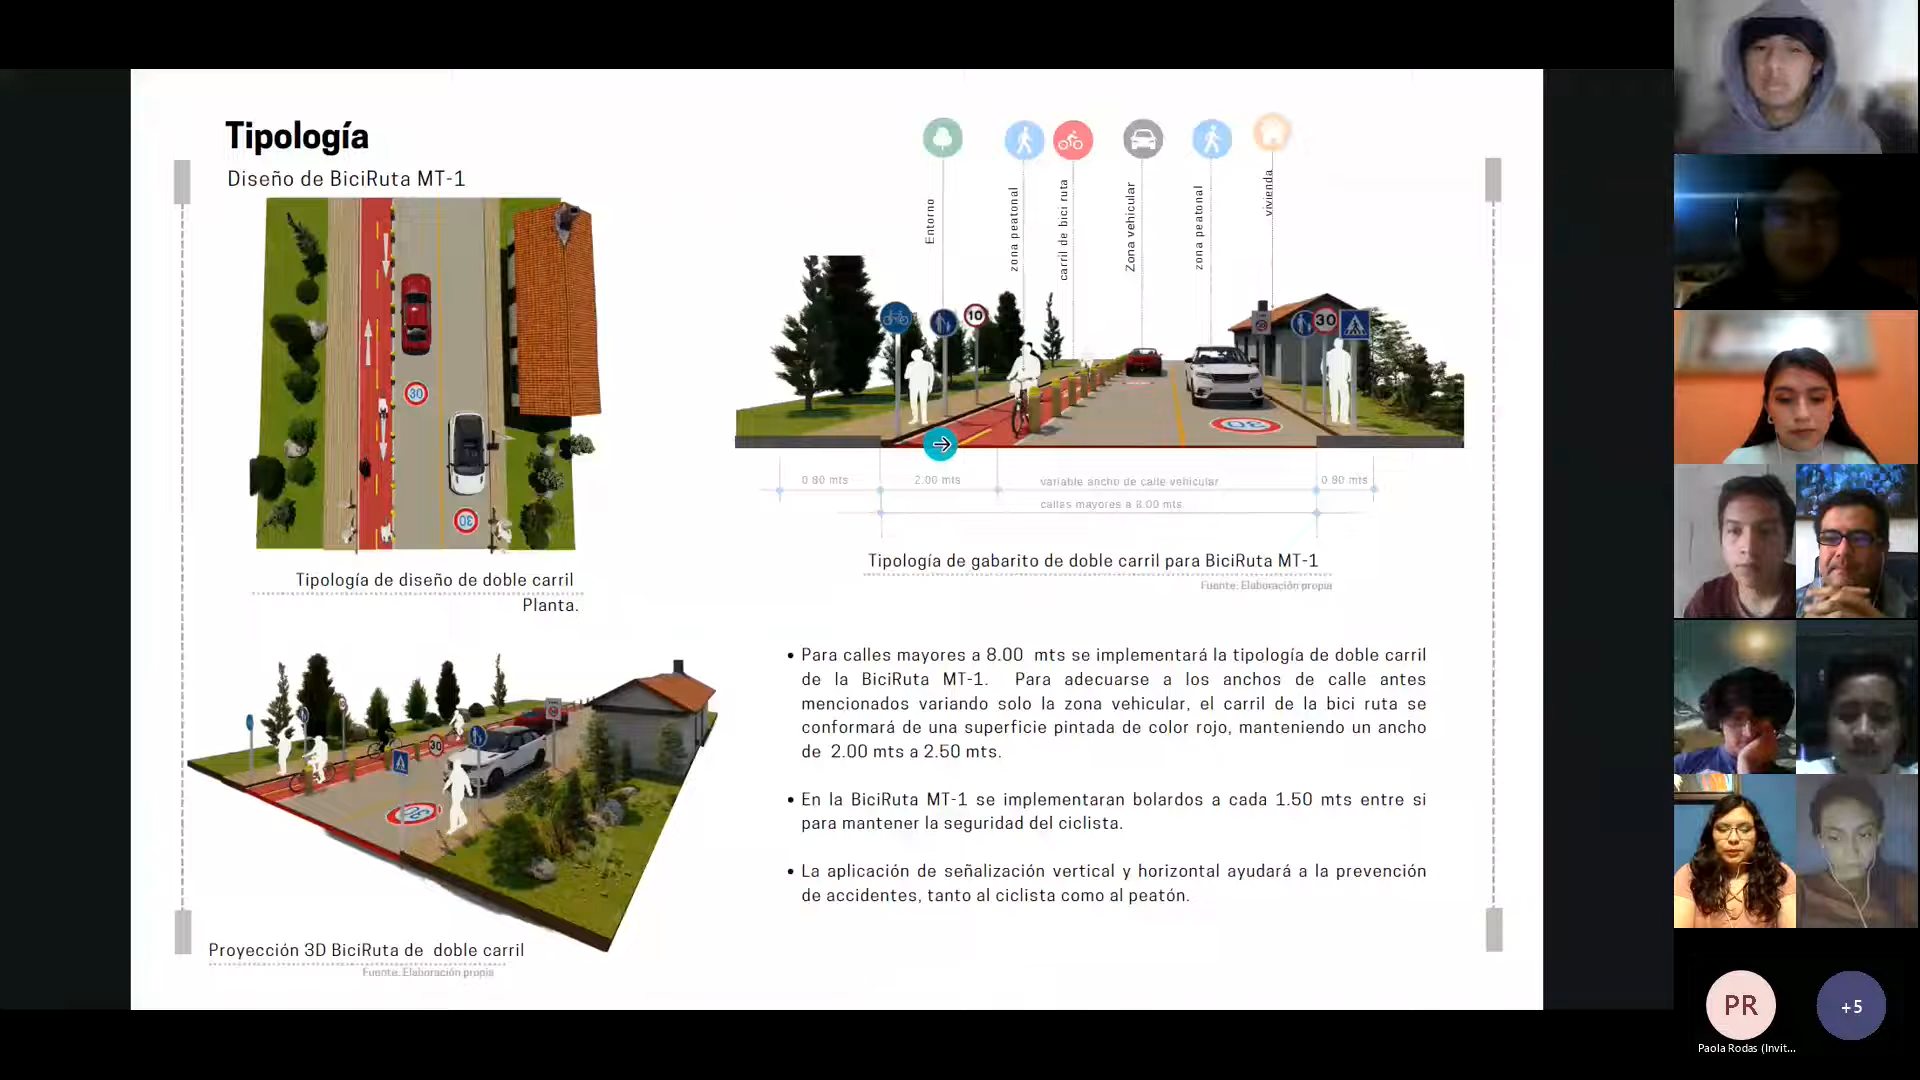 Tipología
Diseño de BiciRuta MT-1
30
30
Tipología de diseño de doble carril
Planta.
Entorno
zona peatonal
carril de bici ruta
Zona vehicular
zona peatonal
vivienda
10
30
30
0.80 mts
2.00 mts
variable ancho de calle vehicular
0.80 mts
calles mayores a 8.00 mts
Tipología de gabarito de doble carril para BiciRuta MT-1
Fuente: Elaboración propia
30
30
Proyección 3D BiciRuta de doble carril
Fuente: Elaboración propia
• Para calles mayores a 8.00 mts se implementará la tipología de doble carril
de la BiciRuta MT-1. Para adecuarse a los anchos de calle antes
mencionados variando solo la zona vehicular, el carril de la bici ruta se
conformará de una superficie pintada de color rojo, manteniendo un ancho
de 2.00 mts a 2.50 mts.
• En la BiciRuta MT-1 se implementaran bolardos a cada 1.50 mts entre si
para mantener la seguridad del ciclista.
• La aplicación de señalización vertical y horizontal ayudará a la prevención
de accidentes, tanto al ciclista como al peatón.
PR
+5
Paola Rodas (Invit...